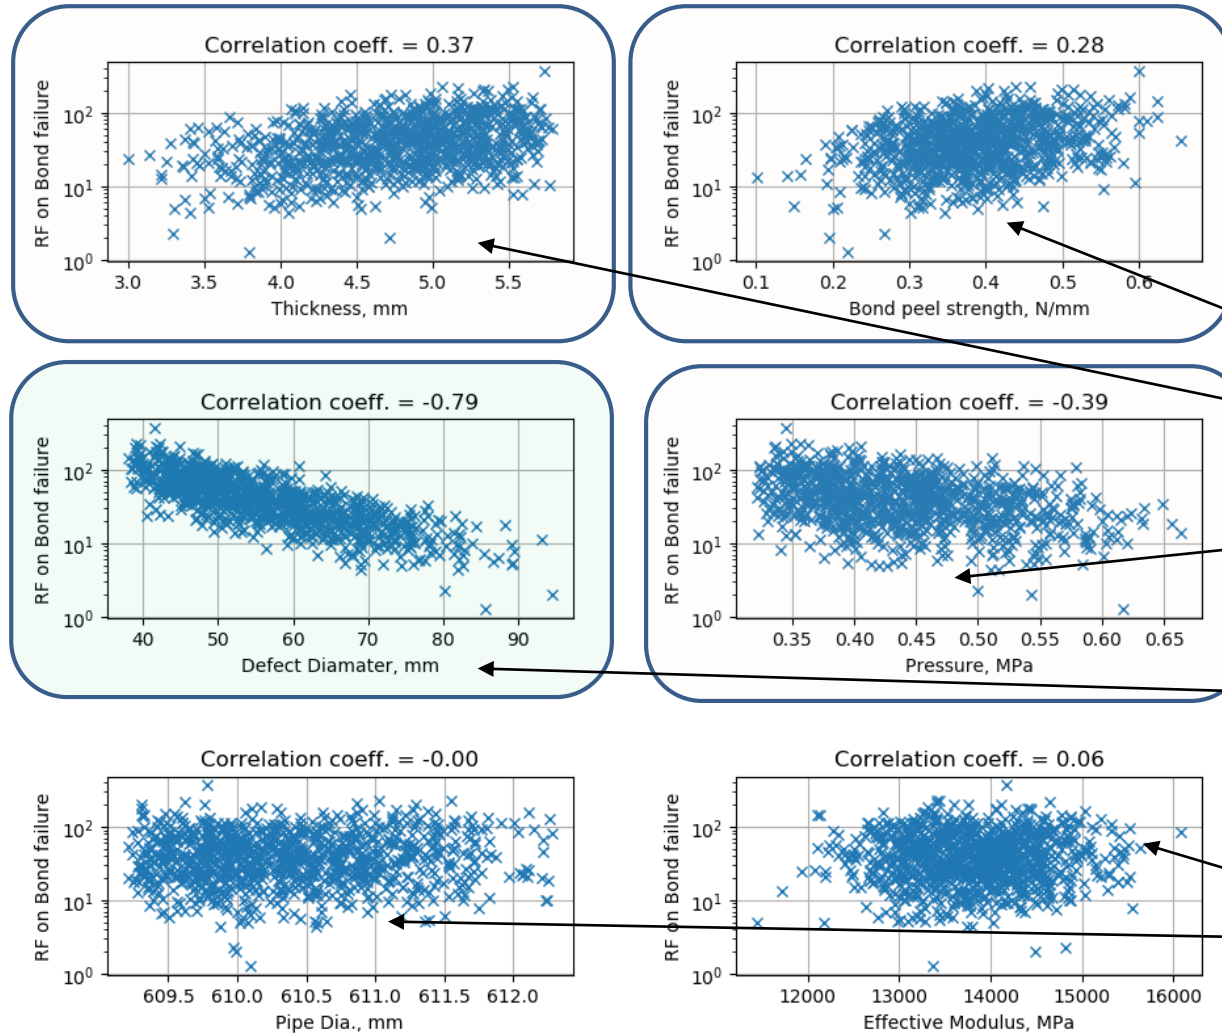 Correlation coeff. = 0.37
RF on Bond failure
10²
10¹
10⁰
3.0 3.5 4.0 4.5 5.0 5.5
Thickness, mm
Correlation coeff. = 0.28
RF on Bond failure
10²
10¹
10⁰
0.1 0.2 0.3 0.4 0.5 0.6
Bond peel strength, N/mm
Correlation coeff. = -0.79
RF on Bond failure
10²
10¹
10⁰
40 50 60 70 80 90
Defect Diamater, mm
Correlation coeff. = -0.39
RF on Bond failure
10²
10¹
10⁰
0.35 0.40 0.45 0.50 0.55 0.60 0.65
Pressure, MPa
Correlation coeff. = -0.00
RF on Bond failure
10²
10¹
10⁰
609.5 610.0 610.5 611.0 611.5 612.0
Pipe Dia., mm
Correlation coeff. = 0.06
RF on Bond failure
10²
10¹
10⁰
12000 13000 14000 15000 16000
Effective Modulus, MPa